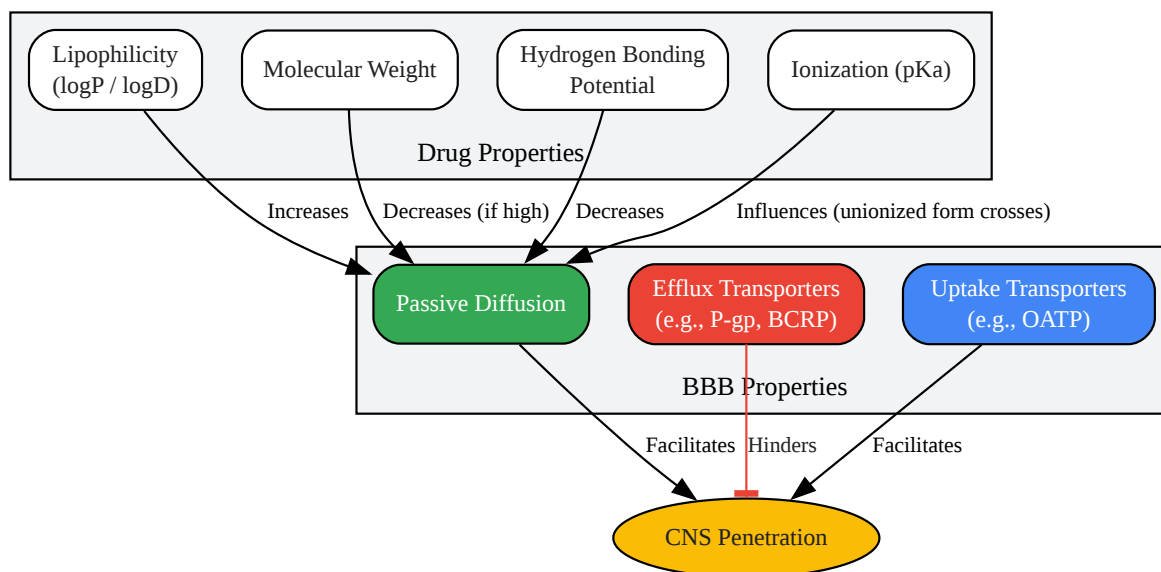 Lipophilicity
(logP / logD)
Molecular Weight
Hydrogen Bonding
Potential
Ionization (pKa)
Drug Properties
Increases
Decreases (if high)
Decreases
Influences (unionized form crosses)
Passive Diffusion
Efflux Transporters
(e.g., P-gp, BCRP)
Uptake Transporters
(e.g., OATP)
BBB Properties
Facilitates
Hinders
Facilitates
CNS Penetration